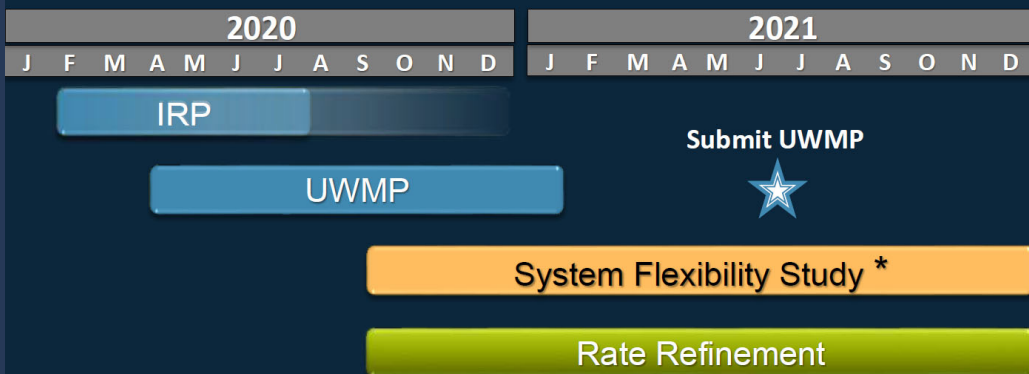 2020 2021
J F M A M J J A S O N D J F M A M J J A S O N D
IRP
Submit UWMP
UWMP
System Flexibility Study *
Rate Refinement